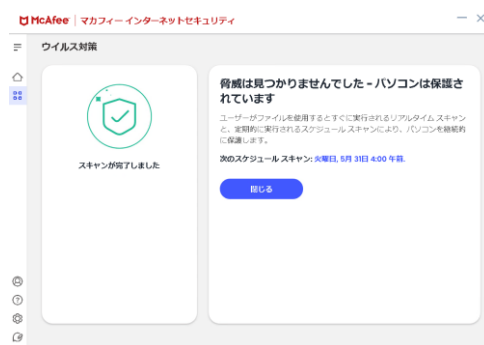 McAfee | マカフィー インターネットセキュリティ
ウイルス対策
スキャンが完了しました
脅威は見つかりませんでした – パソコンは保護さ
れています
ユーザーがファイルを使用するとすぐに実行されるリアルタイム スキャン
と、定期的に実行されるスケジュール スキャンにより、パソコンを継続的
に保護します。
次のスケジュール スキャン: 火曜日, 5月 31日 4:00 午前.
閉じる